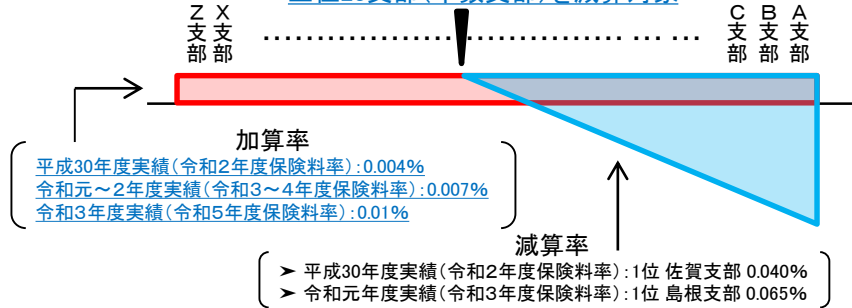 Z支部
X支部
C支部
B支部
A支部
加算率
平成30年度実績(令和2年度保険料率):0.004%
令和元~2年度実績(令和3~4年度保険料率):0.007%
令和3年度実績(令和5年度保険料率):0.01%
減算率
➤ 平成30年度実績(令和2年度保険料率):1位 佐賀支部 0.040%
➤ 令和元年度実績(令和3年度保険料率):1位 島根支部 0.065%